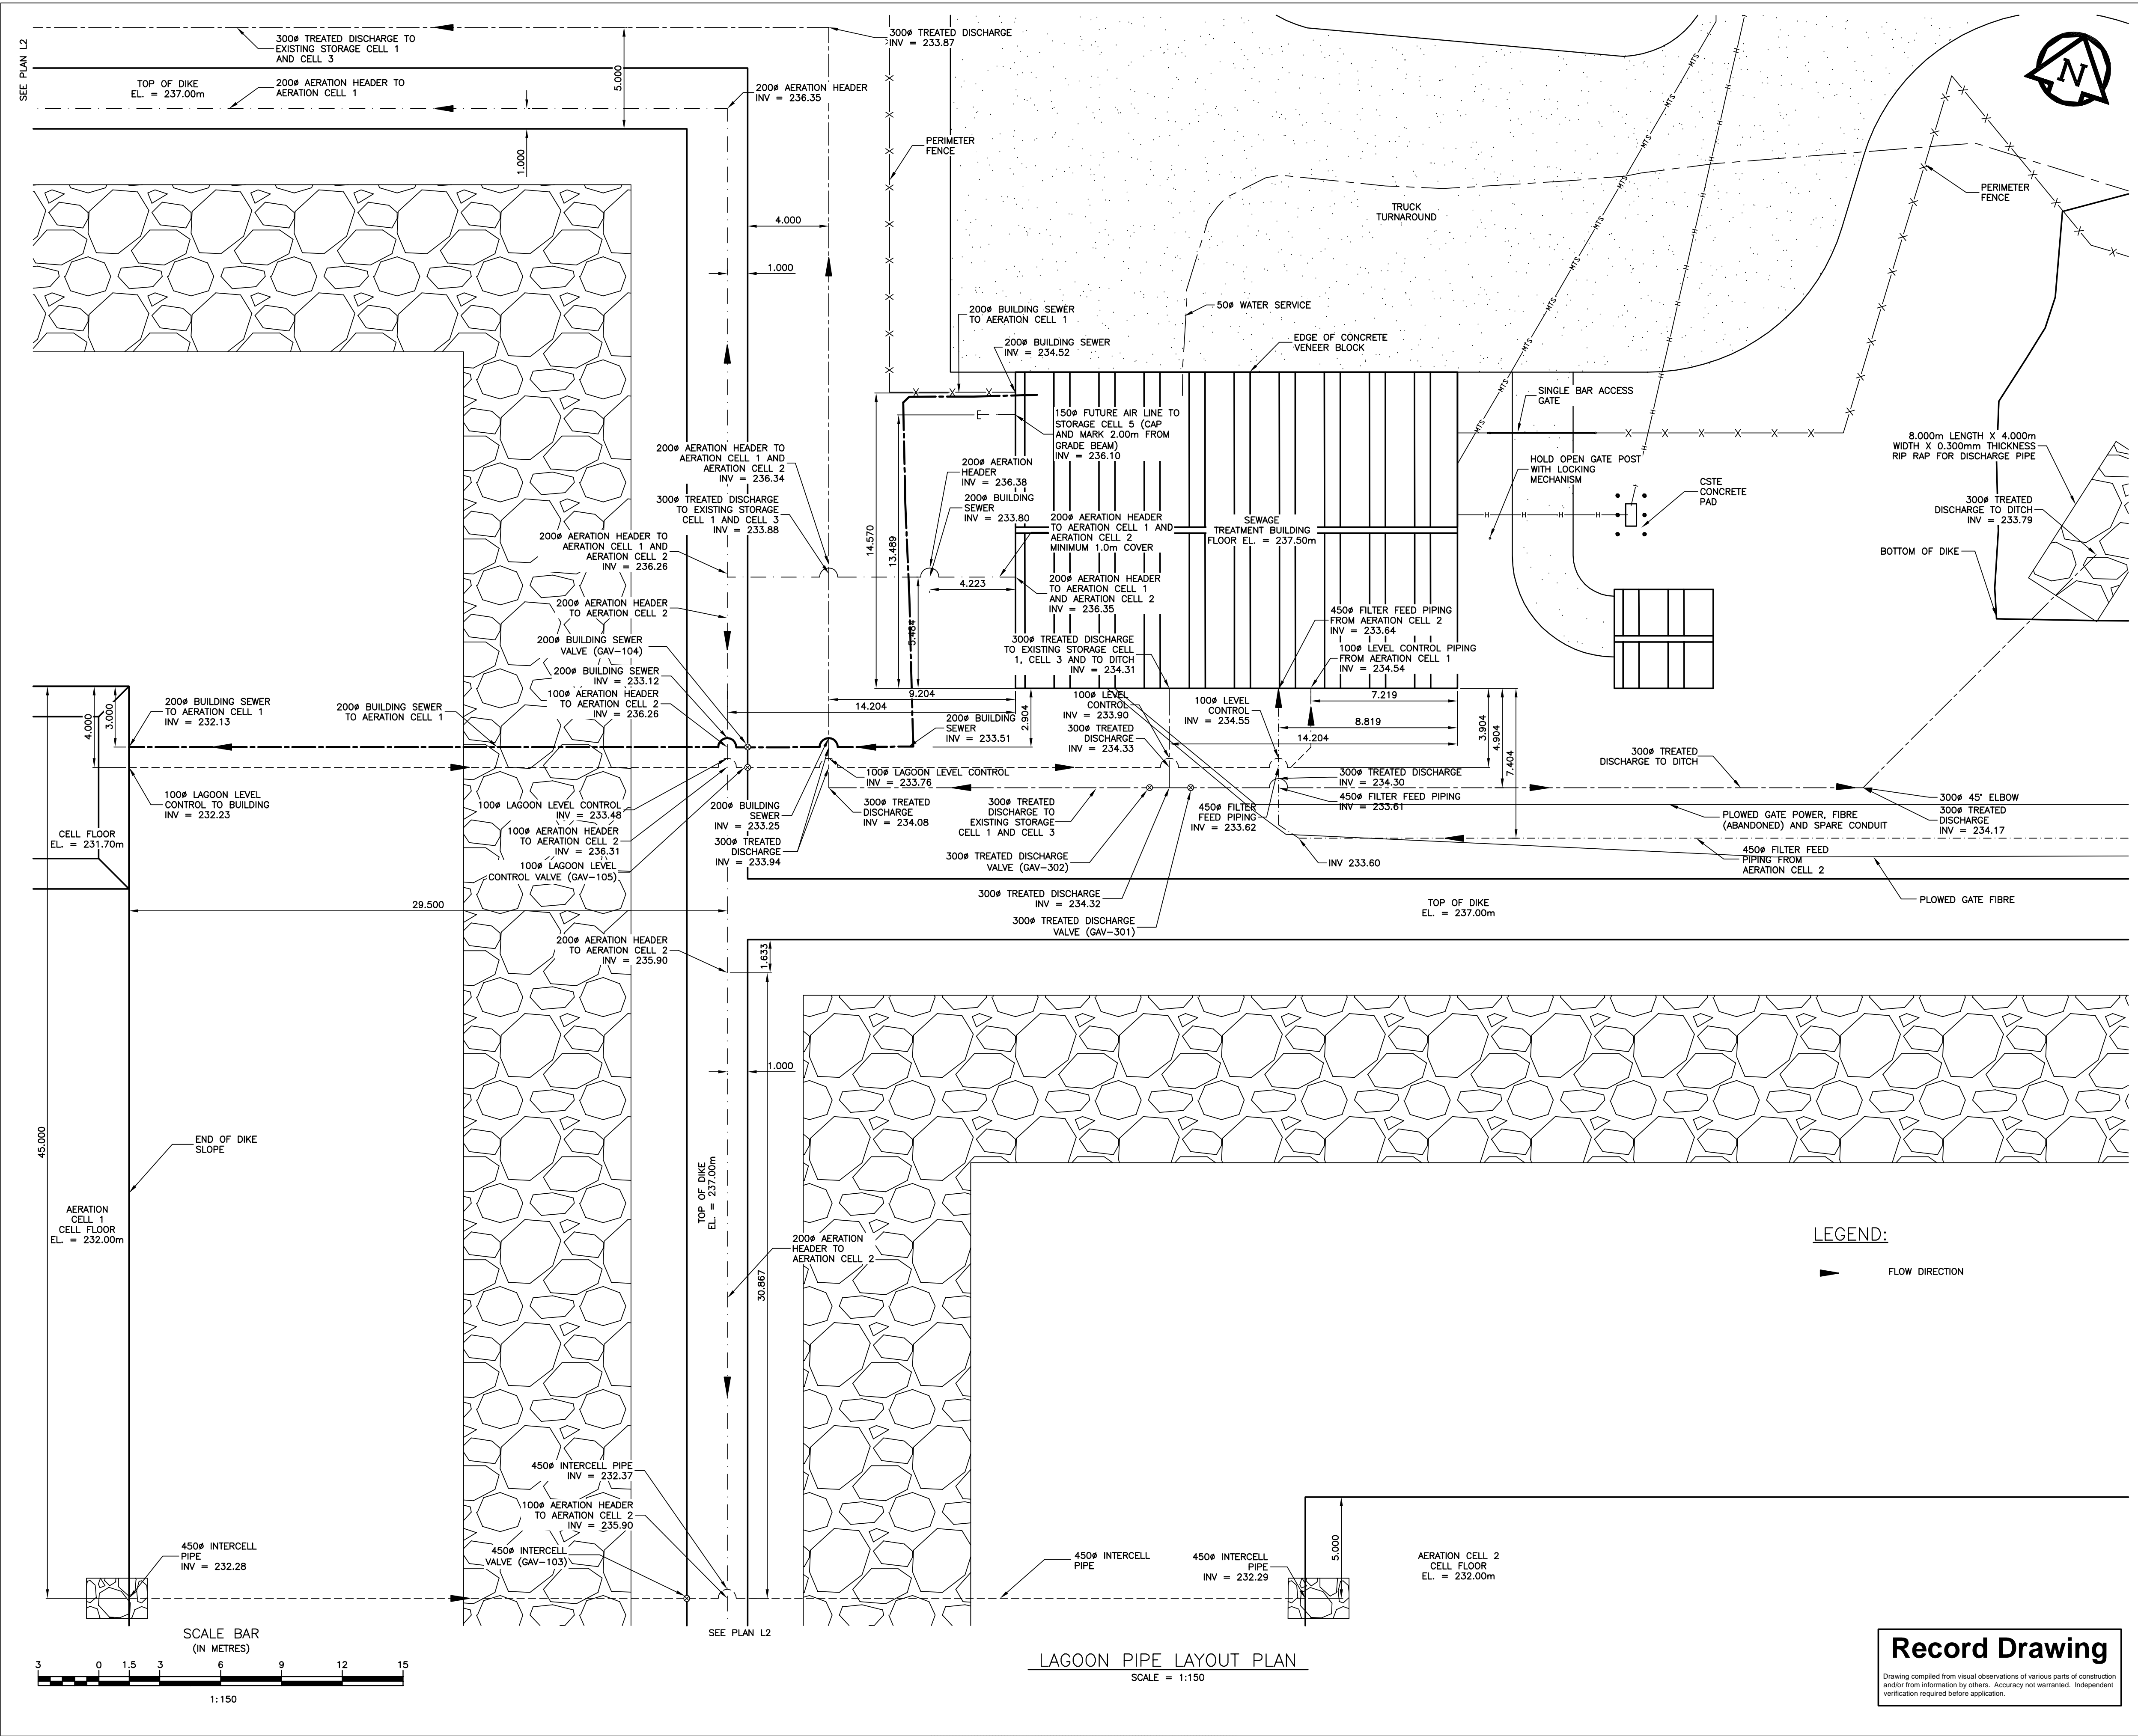 SEE PLAN L2
300ø TREATED DISCHARGE TO
EXISTING STORAGE CELL 1
AND CELL 3
TOP OF DIKE
EL. = 237.00m
200ø AERATION HEADER TO
AERATION CELL 1
5.000
1.000
300ø TREATED DISCHARGE
INV = 233.87
200ø AERATION HEADER
INV = 236.35
PERIMETER
FENCE
4.000
1.000
MTS
MTS
MTS
MTS
MTS
MTS
MTS
H
H
H
H
H
H
H
H
TRUCK
TURNAROUND
N
PERIMETER
FENCE
200ø BUILDING SEWER
TO AERATION CELL 1
50ø WATER SERVICE
200ø BUILDING SEWER
INV = 234.52
EDGE OF CONCRETE
VENEER BLOCK
SINGLE BAR ACCESS
GATE
E
150ø FUTURE AIR LINE TO
STORAGE CELL 5 (CAP
AND MARK 2.00m FROM
GRADE BEAM)
INV = 236.10
200ø AERATION HEADER TO
AERATION CELL 1 AND
AERATION CELL 2
INV = 236.34
300ø TREATED DISCHARGE
TO EXISTING STORAGE
CELL 1 AND CELL 3
INV = 233.88
200ø AERATION
HEADER
INV = 236.38
200ø BUILDING
SEWER
INV = 233.80
HOLD OPEN GATE POST
WITH LOCKING
MECHANISM
CSTE
CONCRETE
PAD
8.000m LENGTH X 4.000m
WIDTH X 0.300mm THICKNESS
RIP RAP FOR DISCHARGE PIPE
300ø TREATED
DISCHARGE TO DITCH
INV = 233.79
BOTTOM OF DIKE
200ø AERATION HEADER TO
AERATION CELL 1 AND
AERATION CELL 2
INV = 236.26
14.570
13.489
200ø AERATION HEADER
TO AERATION CELL 1 AND
AERATION CELL 2
MINIMUM 1.0m COVER
SEWAGE
TREATMENT BUILDING
FLOOR EL. = 237.50m
H
H
H
H
4.223
200ø AERATION HEADER
TO AERATION CELL 1
AND AERATION CELL 2
INV = 236.35
5.484
200ø AERATION HEADER
TO AERATION CELL 2
200ø BUILDING SEWER
VALVE (GAV-104)
200ø BUILDING SEWER
INV = 233.12
100ø AERATION HEADER
TO AERATION CELL 2
INV = 236.26
450ø FILTER FEED PIPING
FROM AERATION CELL 2
INV = 233.64
100ø LEVEL CONTROL PIPING
FROM AERATION CELL 1
INV = 234.54
300ø TREATED DISCHARGE
TO EXISTING STORAGE CELL
1, CELL 3 AND TO DITCH
INV = 234.31
4.000
3.000
200ø BUILDING SEWER
TO AERATION CELL 1
INV = 232.13
200ø BUILDING SEWER
TO AERATION CELL 1
9.204
14.204
2.904
200ø BUILDING
SEWER
INV = 233.51
100ø LEVEL
CONTROL
INV = 233.90
300ø TREATED
DISCHARGE
INV = 234.33
100ø LEVEL
CONTROL
INV = 234.55
7.219
8.819
14.204
3.904
4.904
7.404
300ø TREATED
DISCHARGE TO DITCH
100ø LAGOON LEVEL
CONTROL TO BUILDING
INV = 232.23
CELL FLOOR
EL. = 231.70m
100ø LAGOON LEVEL CONTROL
INV = 233.48
100ø AERATION HEADER
TO AERATION CELL 2
INV = 236.31
100ø LAGOON LEVEL
CONTROL VALVE (GAV-105)
200ø BUILDING
SEWER
INV = 233.25
300ø TREATED
DISCHARGE
INV = 233.94
100ø LAGOON LEVEL CONTROL
INV = 233.76
300ø TREATED
DISCHARGE
INV = 234.08
300ø TREATED
DISCHARGE TO
EXISTING STORAGE
CELL 1 AND CELL 3
300ø TREATED DISCHARGE
VALVE (GAV-302)
300ø TREATED DISCHARGE
INV = 234.32
300ø TREATED DISCHARGE
VALVE (GAV-301)
450ø FILTER
FEED PIPING
INV = 233.62
300ø TREATED DISCHARGE
INV = 234.30
450ø FILTER FEED PIPING
INV = 233.61
INV 233.60
PLOWED GATE POWER, FIBRE
(ABANDONED) AND SPARE CONDUIT
300ø 45° ELBOW
300ø TREATED
DISCHARGE
INV = 234.17
450ø FILTER FEED
PIPING FROM
AERATION CELL 2
PLOWED GATE FIBRE
TOP OF DIKE
EL. = 237.00m
29.500
200ø AERATION HEADER
TO AERATION CELL 2
INV = 235.90
1.633
1.000
45.000
END OF DIKE
SLOPE
AERATION
CELL 1
CELL FLOOR
EL. = 232.00m
TOP OF DIKE
EL. = 237.00m
200ø AERATION
HEADER TO
AERATION CELL 2
30.867
LEGEND:
FLOW DIRECTION
450ø INTERCELL PIPE
INV = 232.37
100ø AERATION HEADER
TO AERATION CELL 2
INV = 235.90
450ø INTERCELL
VALVE (GAV-103)
450ø INTERCELL
PIPE
INV = 232.28
450ø INTERCELL
PIPE
450ø INTERCELL
PIPE
INV = 232.29
5.000
AERATION CELL 2
CELL FLOOR
EL. = 232.00m
SEE PLAN L2
SCALE BAR
(IN METRES)
3 0 1.5 3 6 9 12 15
1:150
LAGOON PIPE LAYOUT PLAN
SCALE = 1:150
Record Drawing
Drawing compiled from visual observations of various parts of construction
and/or from information by others. Accuracy not warranted. Independent
verification required before application.